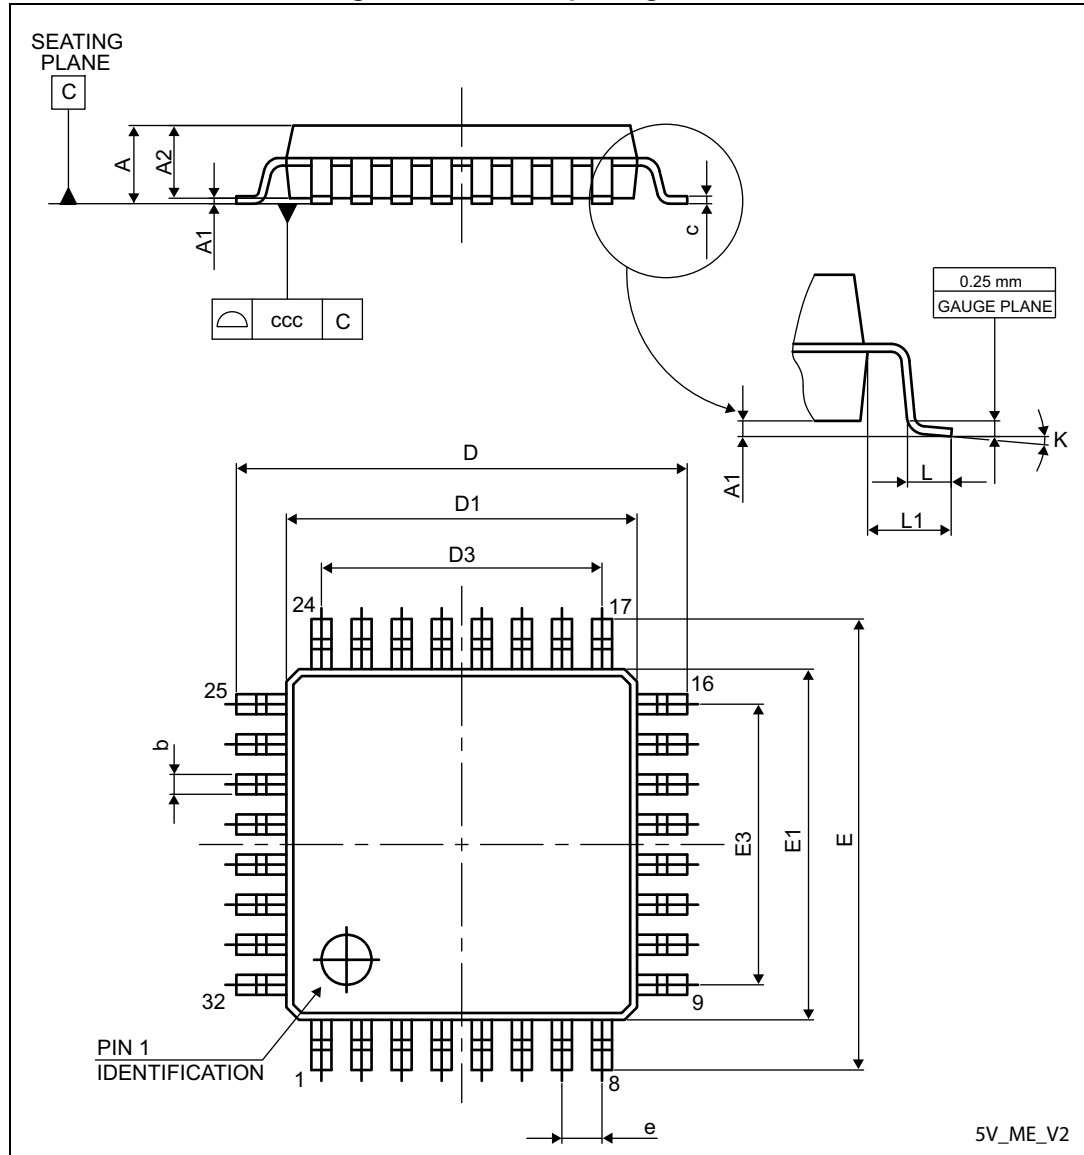 SEATING
PLANE
C
A
A2
A1
c
ccc
C
0.25 mm
GAUGE PLANE
K
A1
L
L1
D
D1
D3
24
17
25
16
b
E3
E1
E
32
9
PIN 1
IDENTIFICATION
1
8
e
5V_ME_V2